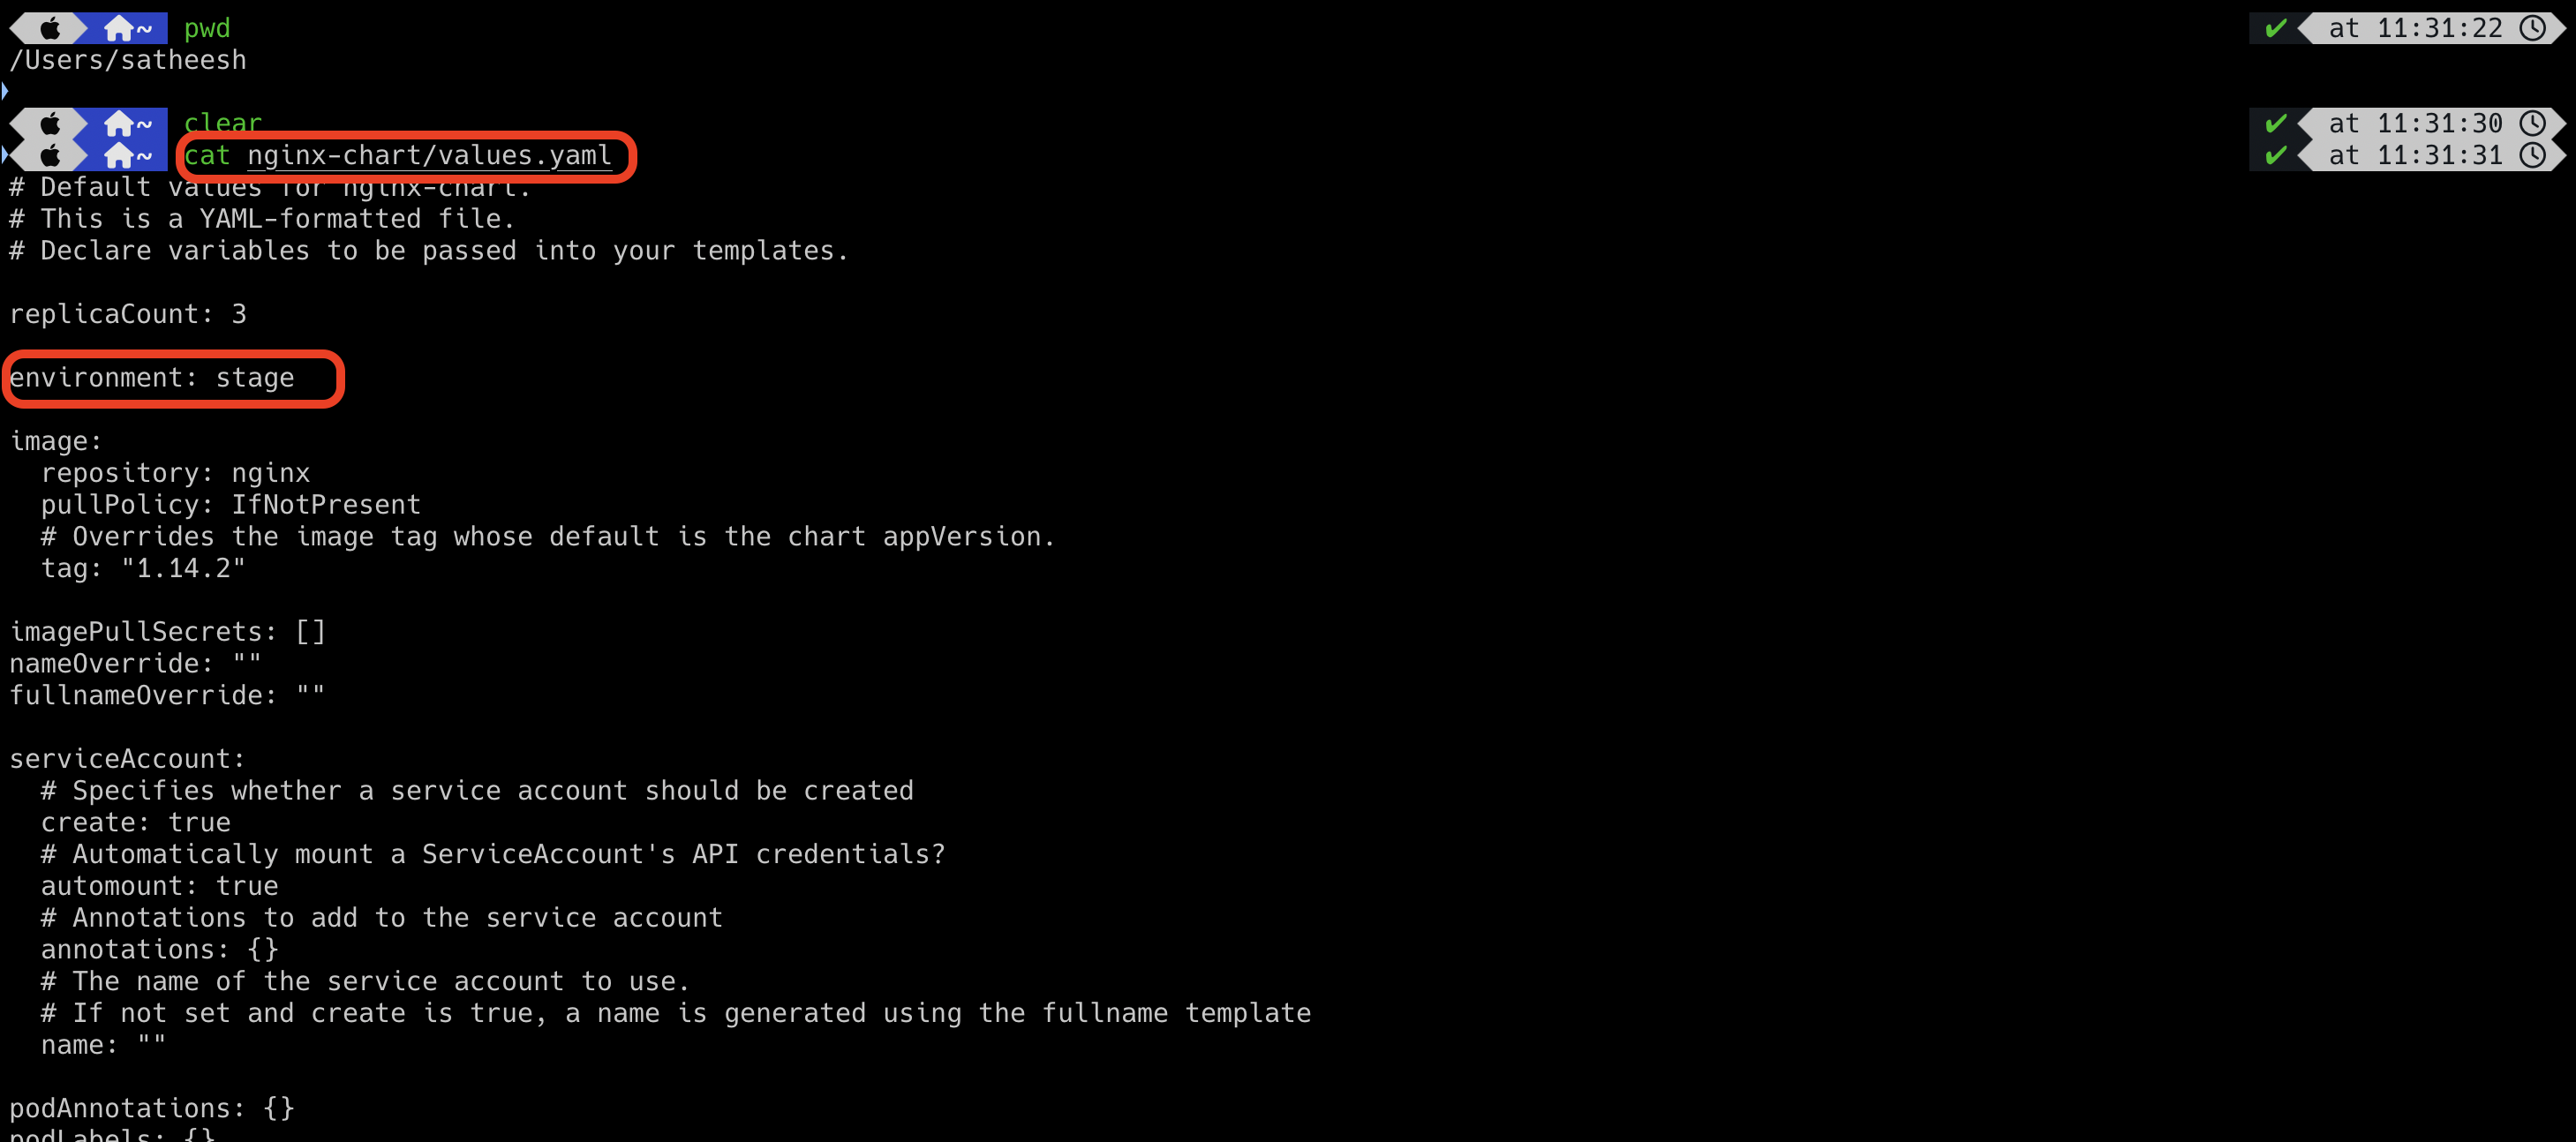 ~ pwd ✔ at 11:31:22
/Users/satheesh
~ clear ✔ at 11:31:30
~ cat nginx-chart/values.yaml ✔ at 11:31:31
# Default values for nginx-chart.
# This is a YAML-formatted file.
# Declare variables to be passed into your templates.
replicaCount: 3
environment: stage
image:
  repository: nginx
  pullPolicy: IfNotPresent
  # Overrides the image tag whose default is the chart appVersion.
  tag: "1.14.2"
imagePullSecrets: []
nameOverride: ""
fullnameOverride: ""
serviceAccount:
  # Specifies whether a service account should be created
  create: true
  # Automatically mount a ServiceAccount's API credentials?
  automount: true
  # Annotations to add to the service account
  annotations: {}
  # The name of the service account to use.
  # If not set and create is true, a name is generated using the fullname template
  name: ""
podAnnotations: {}
podLabels: {}